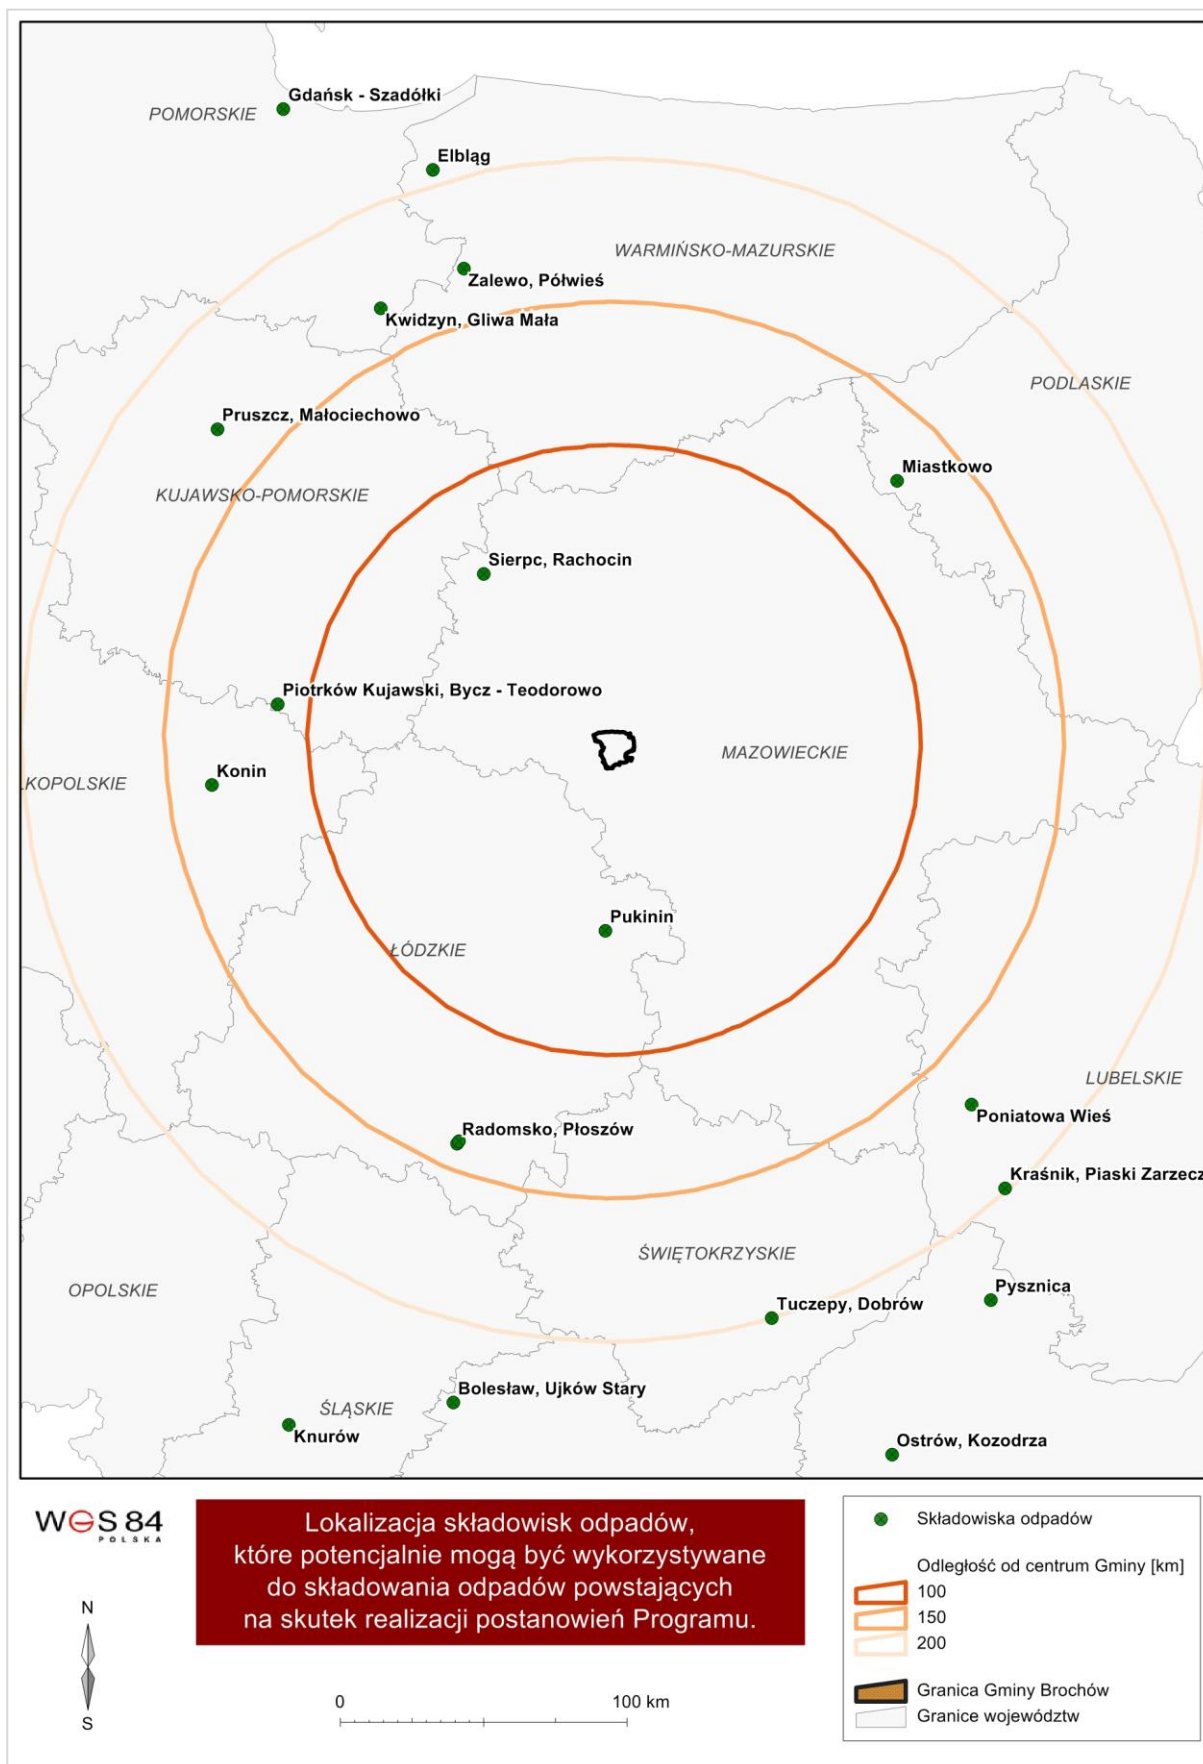 Gdańsk - Szadółki
POMORSKIE
Elbląg
WARMIŃSKO-MAZURSKIE
Zalewo, Półwieś
Kwidzyn, Gliwa Mała
PODLASKIE
Pruszcz, Małociechowo
Miastkowo
KUJAWSKO-POMORSKIE
Sierpc, Rachocin
Piotrków Kujawski, Bycz - Teodorowo
MAZOWIECKIE
Konin
LKOPOLSKIE
Pukinin
ŁÓDZKIE
LUBELSKIE
Poniatowa Wieś
Radomsko, Płoszów
Kraśnik, Piaski Zarzecz
ŚWIĘTOKRZYSKIE
OPOLSKIE
Pysznica
Tuczepy, Dobrów
Bolesław, Ujków Stary
ŚLĄSKIE
Knurów
Ostrów, Kozodrza
WGS 84
POLSKA
Lokalizacja składowisk odpadów,
które potencjalnie mogą być wykorzystywane
do składowania odpadów powstających
na skutek realizacji postanowień Programu.
N
S
0 100 km
Składowiska odpadów
Odległość od centrum Gminy [km]
100
150
200
Granica Gminy Brochów
Granice województw